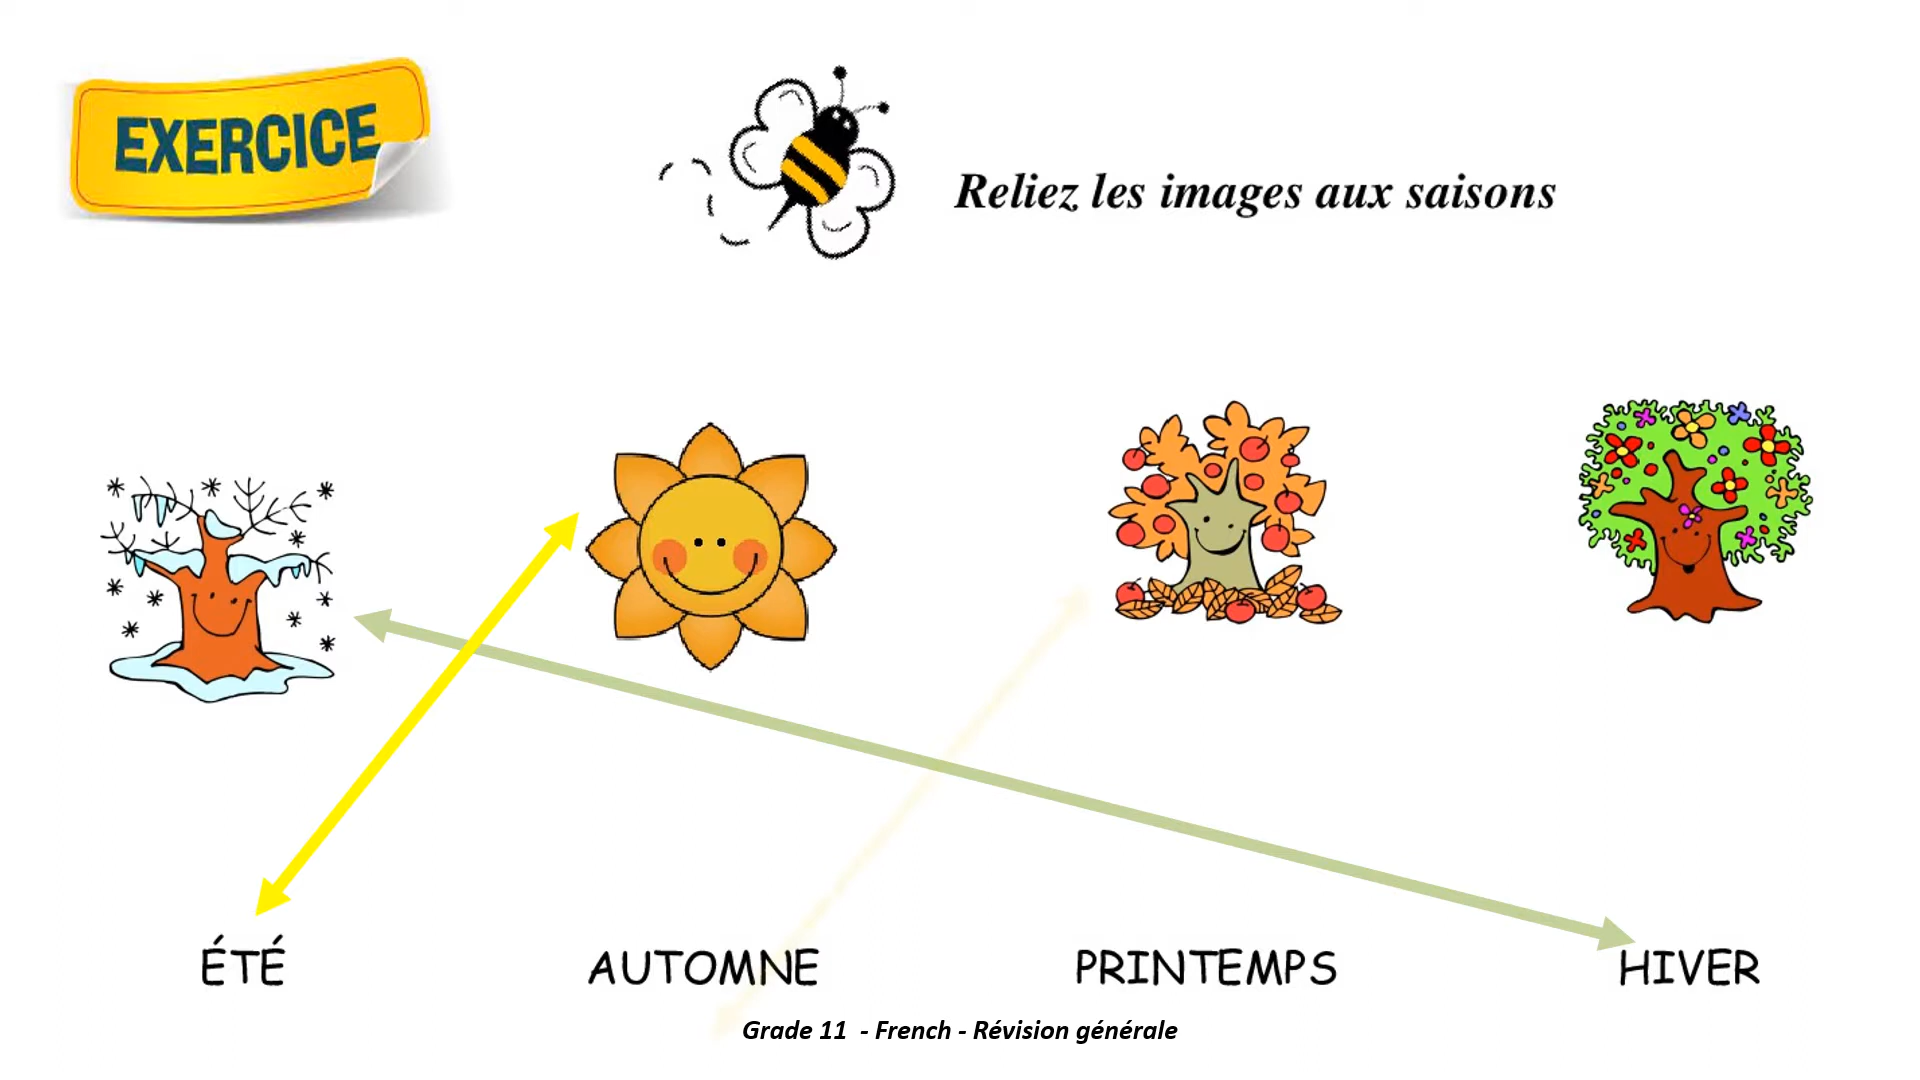 EXERCICE
Reliez les images aux saisons
ÉTÉ AUTOMNE PRINTEMPS HIVER
Grade 11 - French - Révision générale